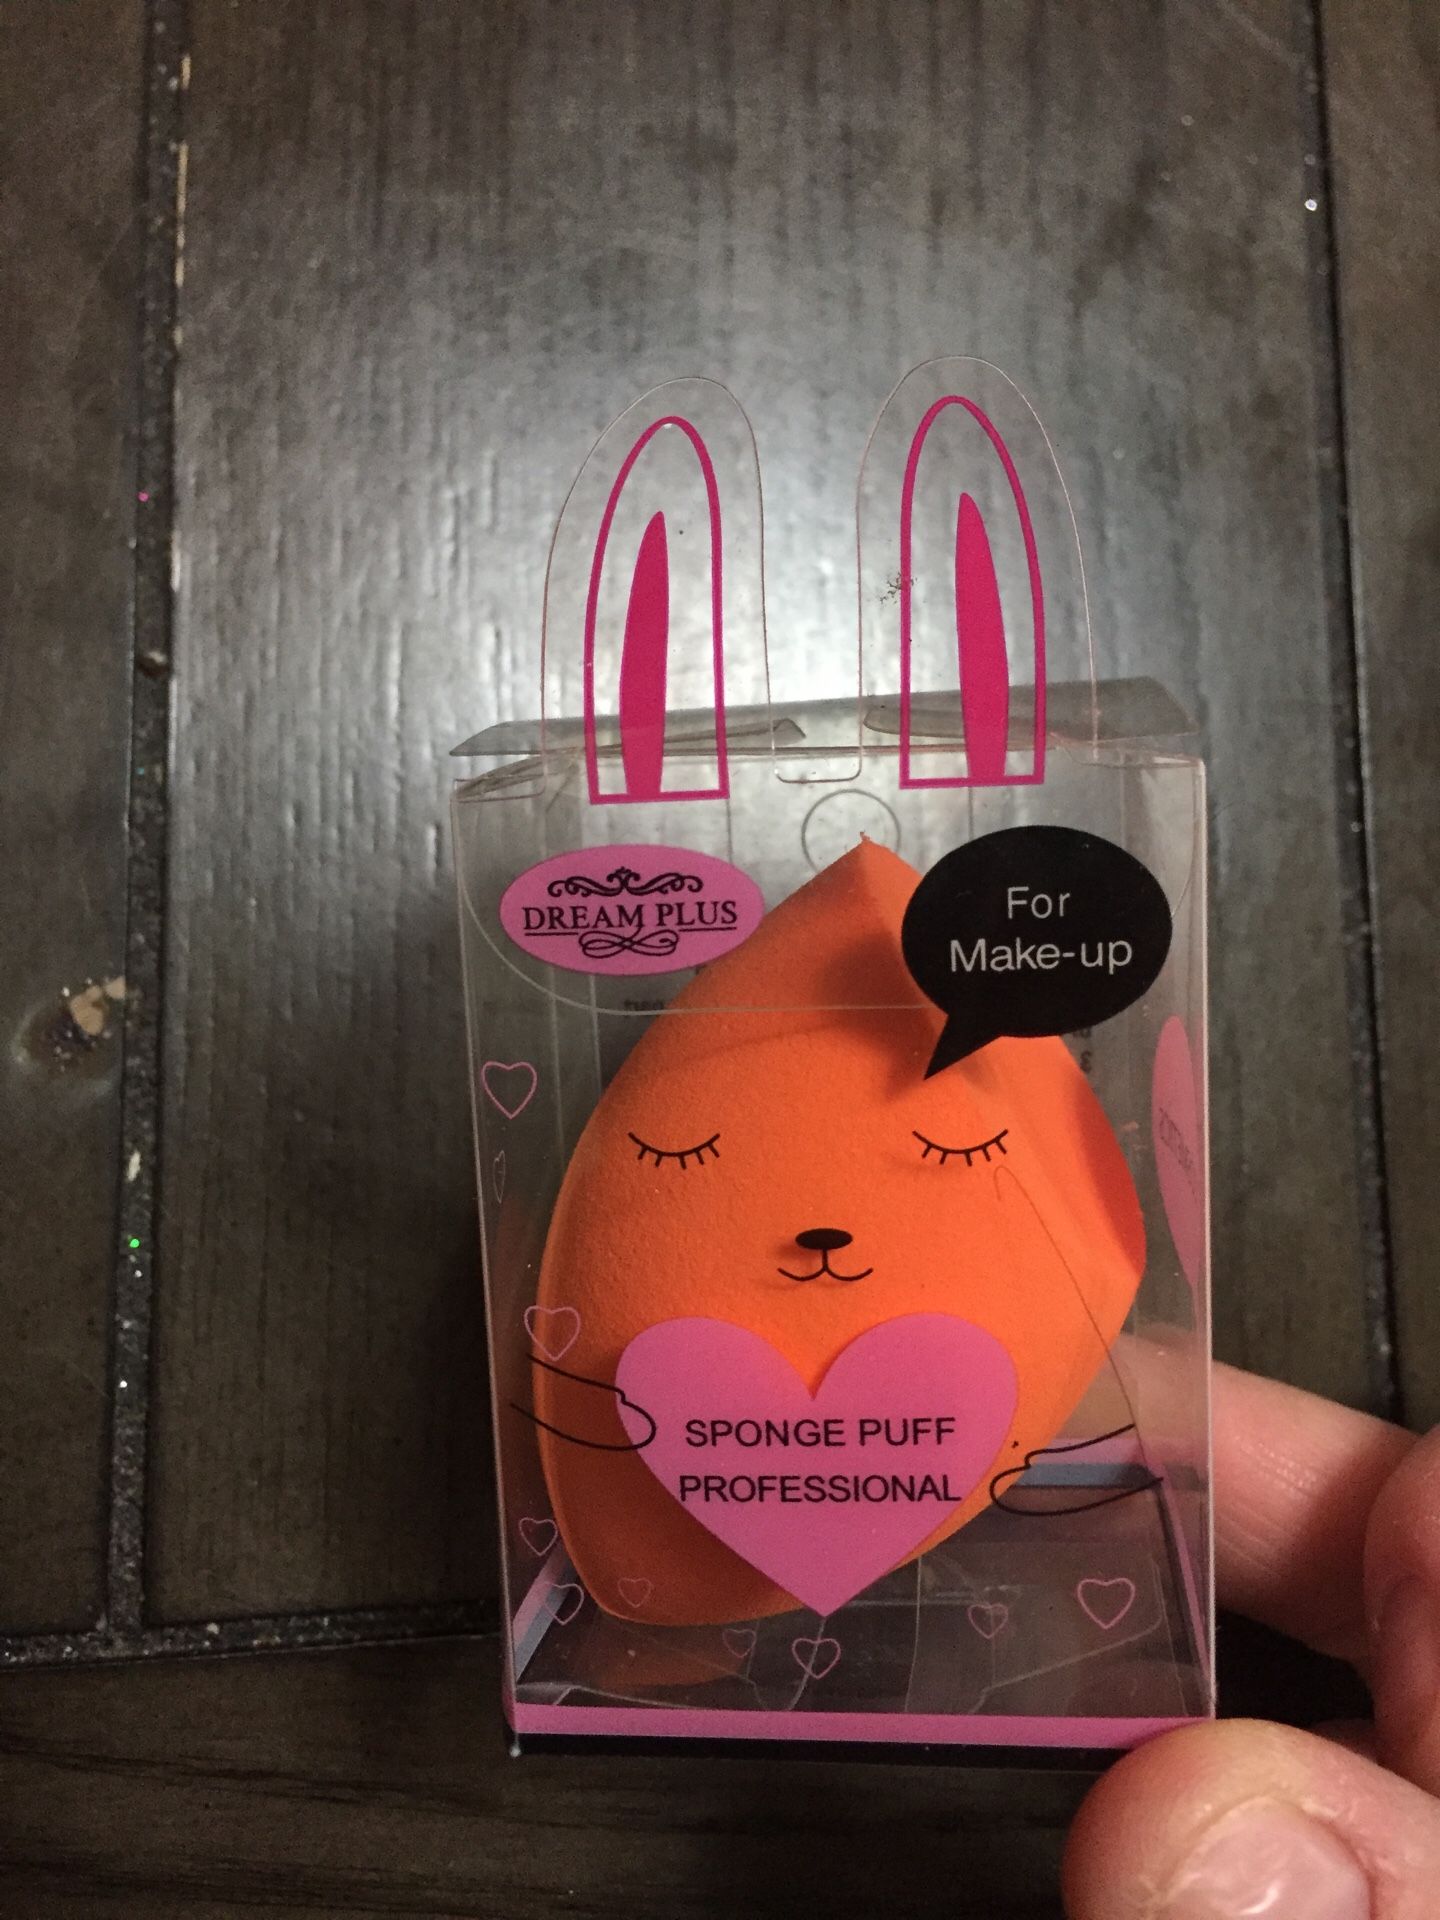 DREAM PLUS
For
Make-up
SPONGE PUFF
PROFESSIONAL